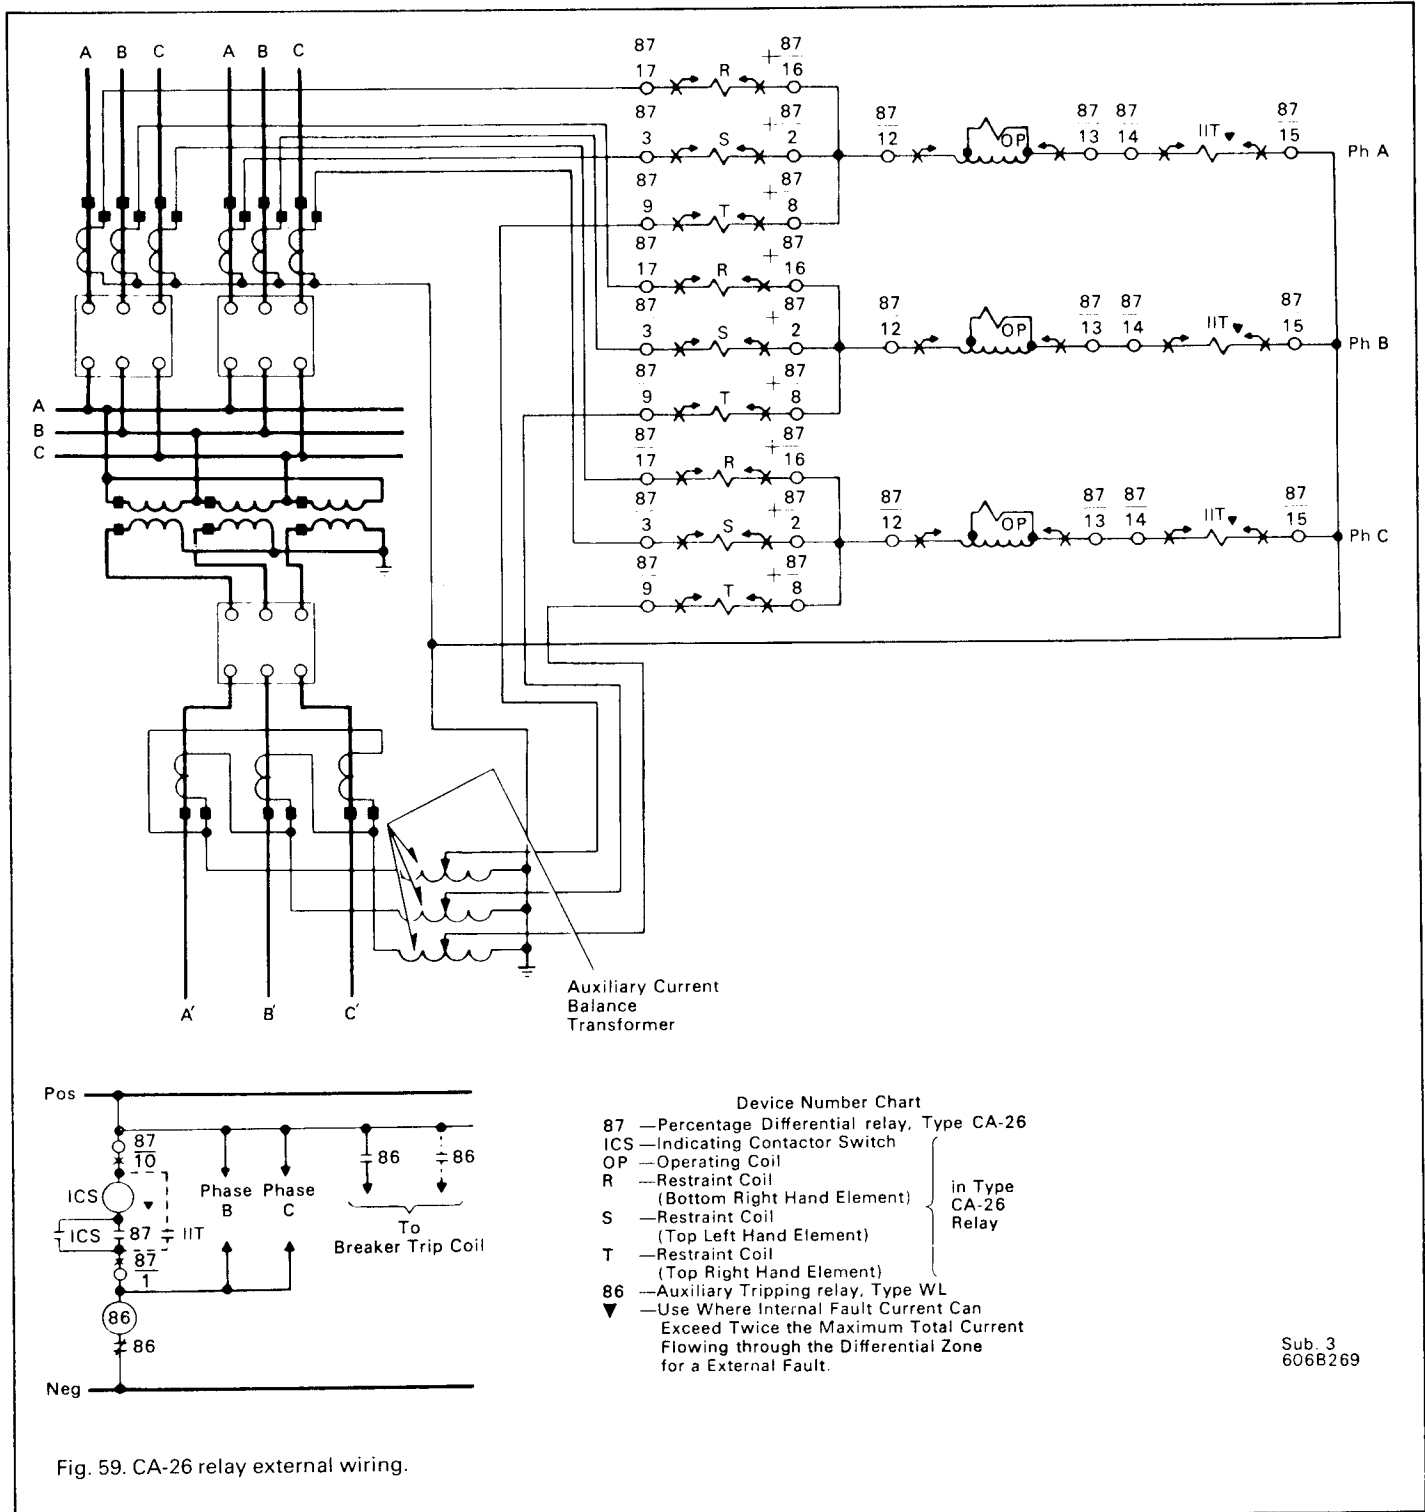 A B C A B C
87 87
17 R + 16
87 87
3 S + 2
87
12 OP 87
13 87
14 IIT ▼ 87
15 Ph A
87 87
9 T + 8
87 87
17 R + 16
87 87
3 S + 2
87
12 OP 87
13 87
14 IIT ▼ 87
15 Ph B
87 87
9 T + 8
87 87
17 R + 16
87 87
3 S + 2
87
12 OP 87
13 87
14 IIT ▼ 87
15 Ph C
87 87
9 T + 8
A
B
C
A′ B′ C′
Auxiliary Current
Balance
Transformer
Pos
87
10
ICS ▼
ICS 87 IIT
87
1
86
86
Neg
Phase
B
Phase
C
86 86
To
Breaker Trip Coil
Device Number Chart
87 —Percentage Differential relay, Type CA-26
ICS —Indicating Contactor Switch
OP —Operating Coil
R —Restraint Coil
(Bottom Right Hand Element)
S —Restraint Coil
(Top Left Hand Element)
T —Restraint Coil
(Top Right Hand Element)
in Type
CA-26
Relay
86 —Auxiliary Tripping relay, Type WL
▼ —Use Where Internal Fault Current Can
Exceed Twice the Maximum Total Current
Flowing through the Differential Zone
for a External Fault.
Sub. 3
606B269
Fig. 59. CA-26 relay external wiring.